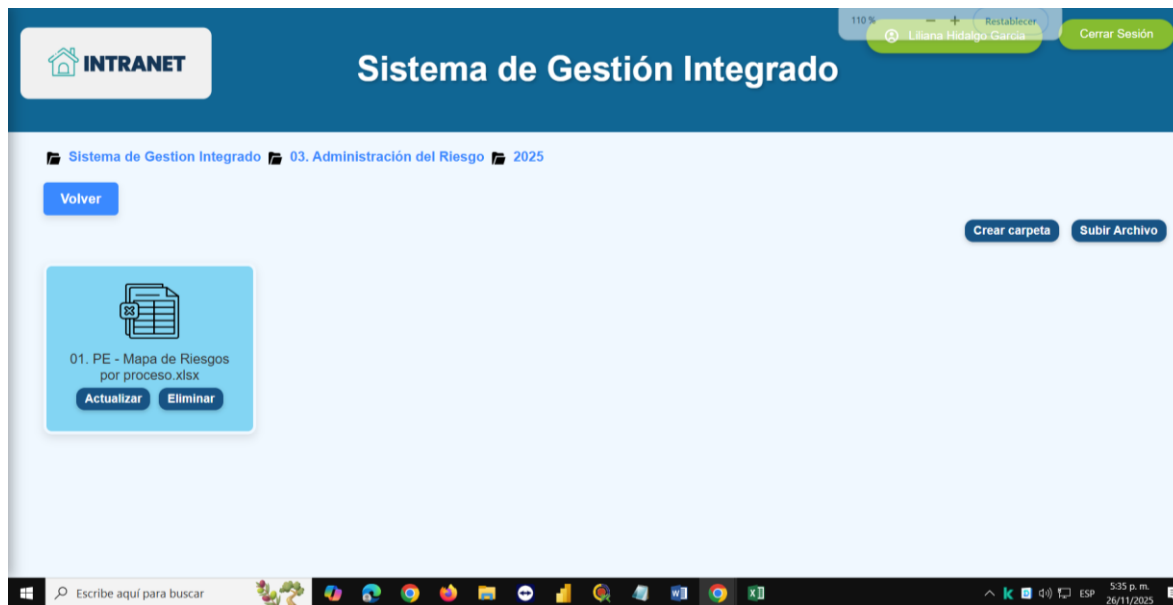 110 % — + Restablecer
INTRANET
Sistema de Gestión Integrado
Liliana Hidalgo García
Cerrar Sesión
Sistema de Gestion Integrado 03. Administración del Riesgo 2025
Volver
Crear carpeta Subir Archivo
01. PE - Mapa de Riesgos
por proceso.xlsx
Actualizar Eliminar
Escribe aquí para buscar
ESP
5:35 p. m.
26/11/2025